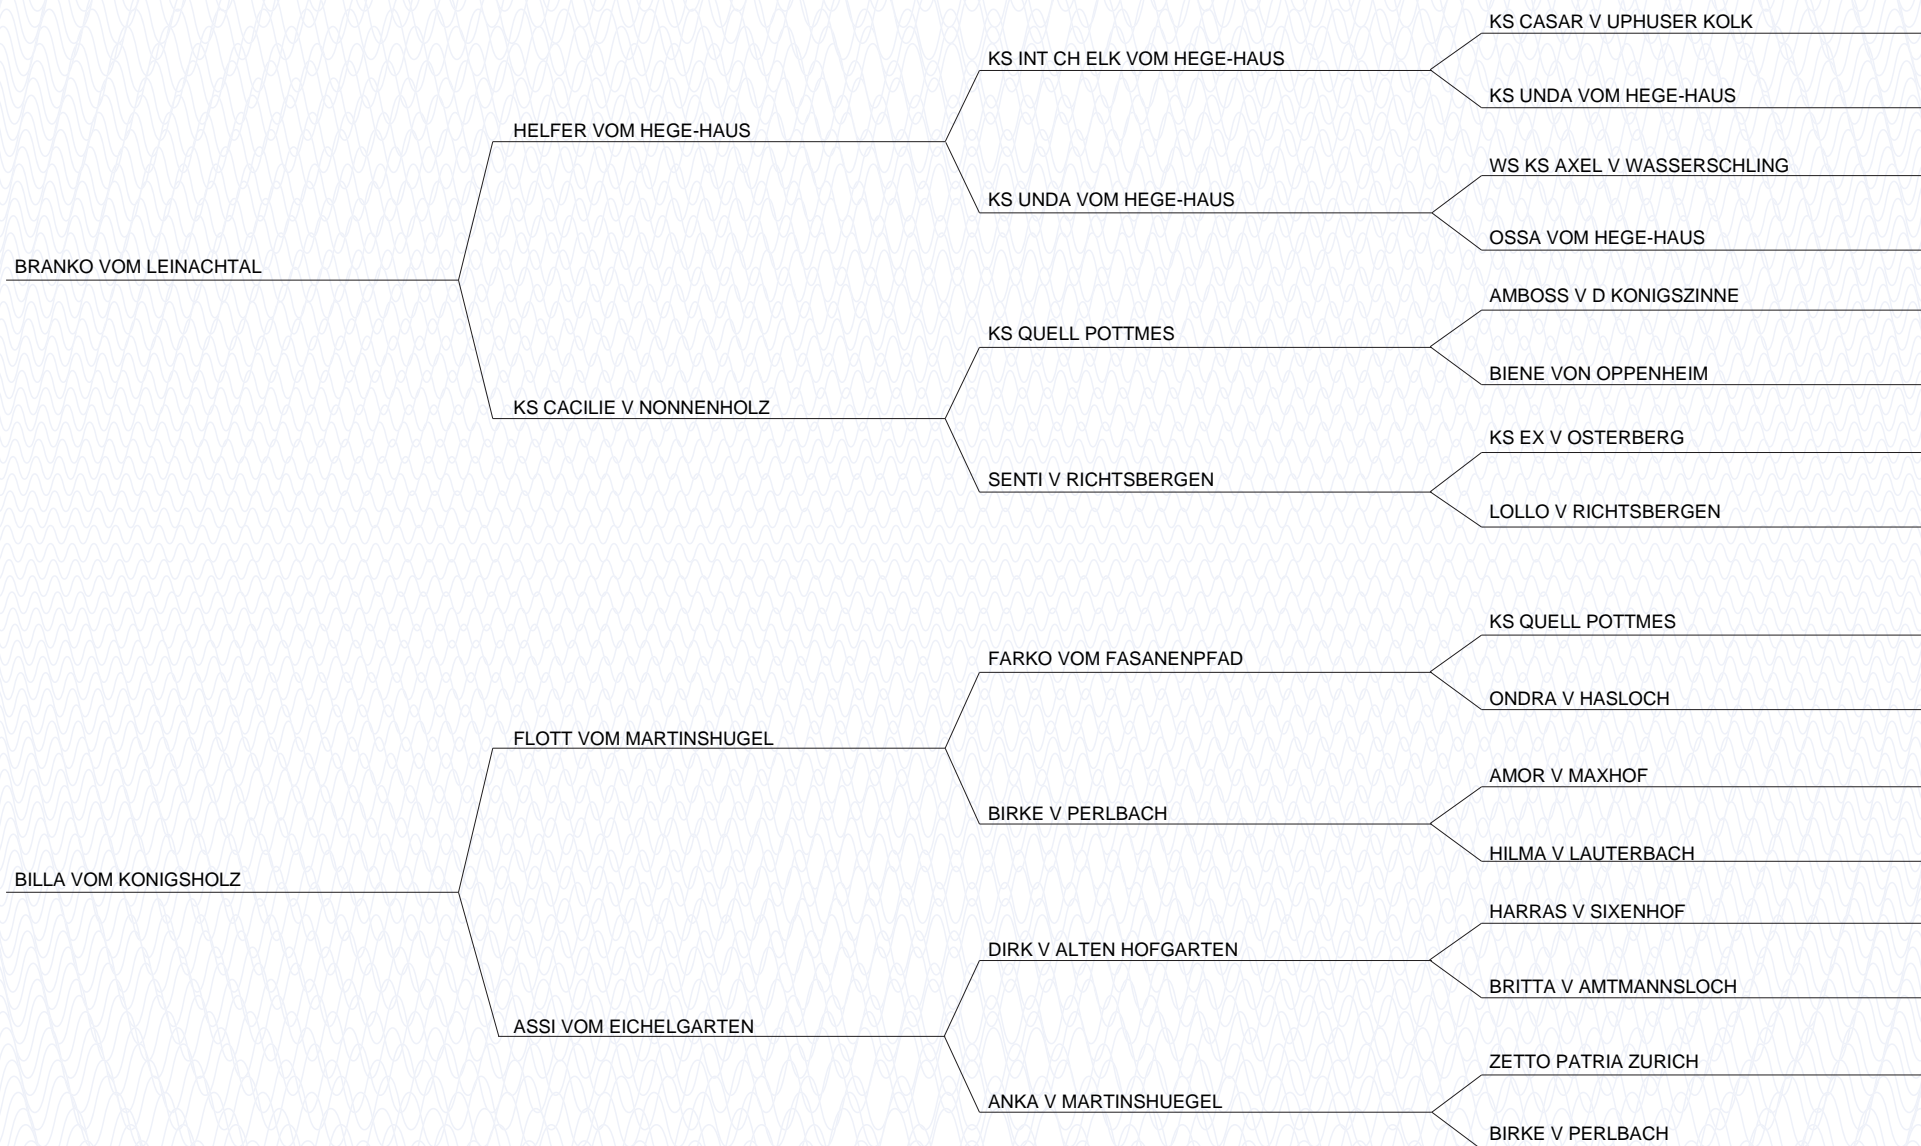 KS CASAR V UPHUSER KOLK
KS INT CH ELK VOM HEGE-HAUS
KS UNDA VOM HEGE-HAUS
HELFER VOM HEGE-HAUS
WS KS AXEL V WASSERSCHLING
KS UNDA VOM HEGE-HAUS
OSSA VOM HEGE-HAUS
BRANKO VOM LEINACHTAL
AMBOSS V D KONIGSZINNE
KS QUELL POTTMES
BIENE VON OPPENHEIM
KS CACILIE V NONNENHOLZ
KS EX V OSTERBERG
SENTI V RICHTSBERGEN
LOLLO V RICHTSBERGEN
KS QUELL POTTMES
FARKO VOM FASANENPFAD
ONDRA V HASLOCH
FLOTT VOM MARTINSHUGEL
AMOR V MAXHOF
BIRKE V PERLBACH
HILMA V LAUTERBACH
BILLA VOM KONIGSHOLZ
HARRAS V SIXENHOF
DIRK V ALTEN HOFGARTEN
BRITTA V AMTMANNSLOCH
ASSI VOM EICHELGARTEN
ZETTO PATRIA ZURICH
ANKA V MARTINSHUEGEL
BIRKE V PERLBACH